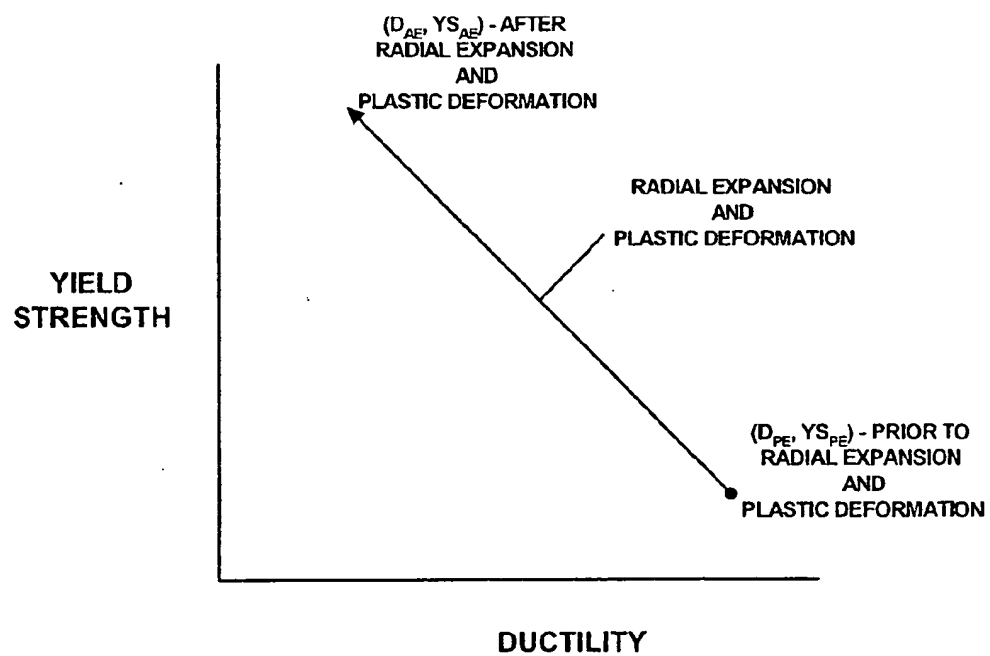 (D_AE, YS_AE) - AFTER
RADIAL EXPANSION
AND
PLASTIC DEFORMATION
RADIAL EXPANSION
AND
PLASTIC DEFORMATION
YIELD
STRENGTH
(D_PE, YS_PE) - PRIOR TO
RADIAL EXPANSION
AND
PLASTIC DEFORMATION
DUCTILITY